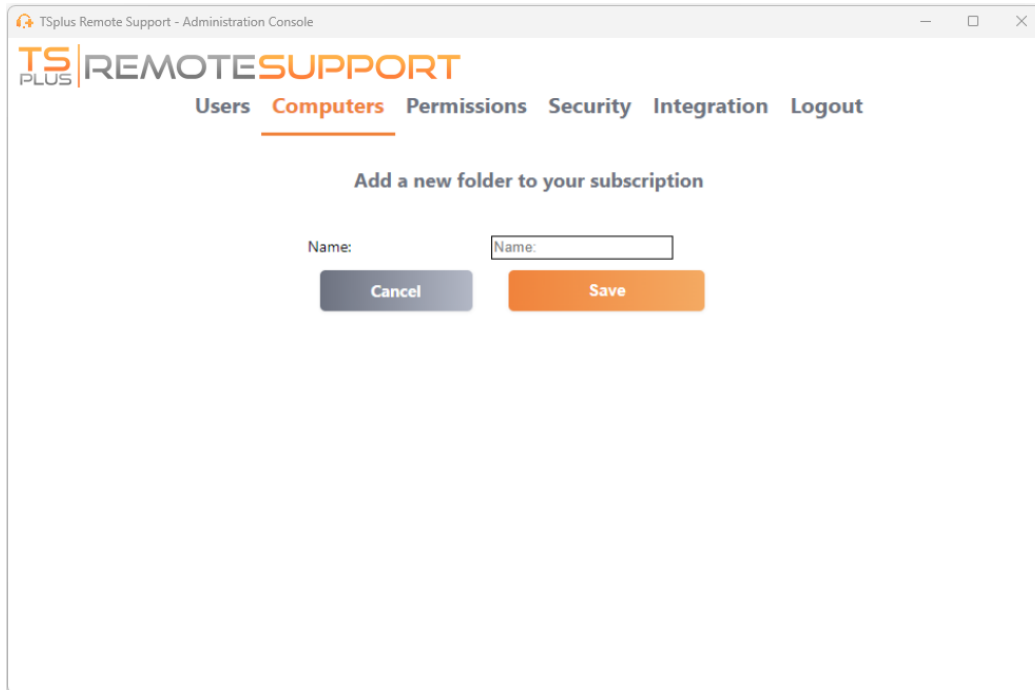 TSplus Remote Support - Administration Console
TS PLUS REMOTESUPPORT
Users Computers Permissions Security Integration Logout
Add a new folder to your subscription
Name: Name:
Cancel Save